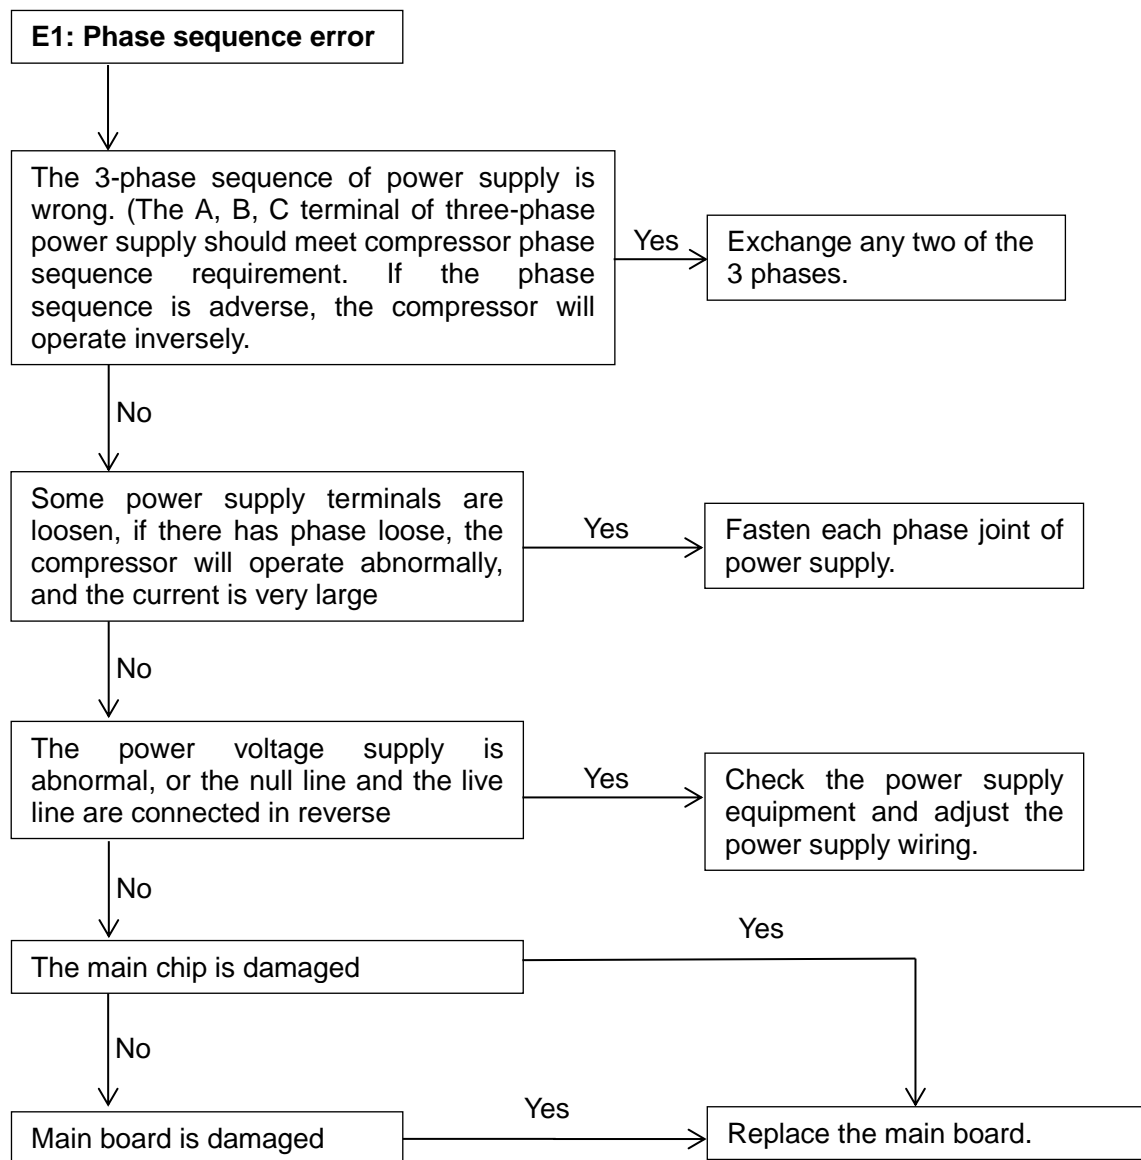 E1: Phase sequence error
The 3-phase sequence of power supply is
wrong. (The A, B, C terminal of three-phase
power supply should meet compressor phase
sequence requirement. If the phase
sequence is adverse, the compressor will
operate inversely.
Yes
Exchange any two of the
3 phases.
No
Some power supply terminals are
loosen, if there has phase loose, the
compressor will operate abnormally,
and the current is very large
Yes
Fasten each phase joint of
power supply.
No
The power voltage supply is
abnormal, or the null line and the live
line are connected in reverse
Yes
Check the power supply
equipment and adjust the
power supply wiring.
No
The main chip is damaged
Yes
No
Main board is damaged
Yes
Replace the main board.